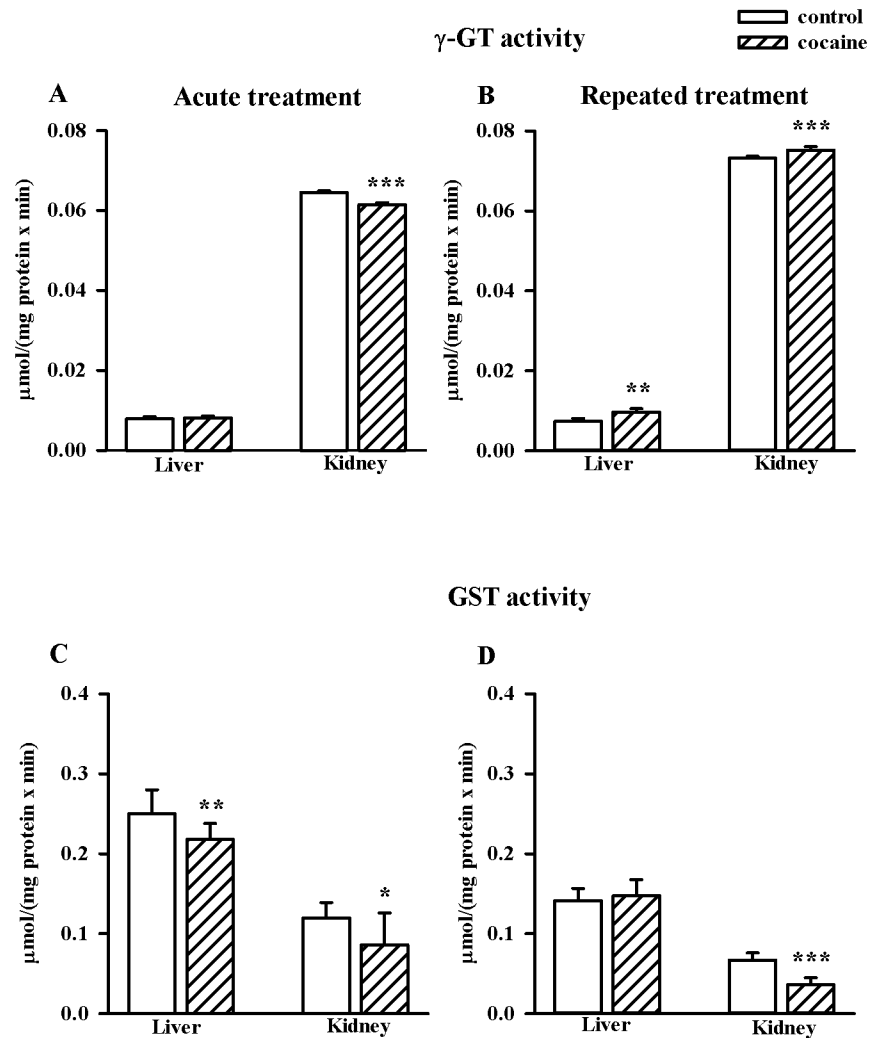 control
cocaine
γ-GT activity
A
Acute treatment
B
Repeated treatment
μmol/(mg protein x min)
0.08
0.06
0.04
0.02
0.00
***
Liver
Kidney
μmol/(mg protein x min)
0.08
0.06
0.04
0.02
0.00
**
***
Liver
Kidney
GST activity
C
D
μmol/(mg protein x min)
0.4
0.3
0.2
0.1
0.0
**
*
Liver
Kidney
μmol/(mg protein x min)
0.4
0.3
0.2
0.1
0.0
***
Liver
Kidney